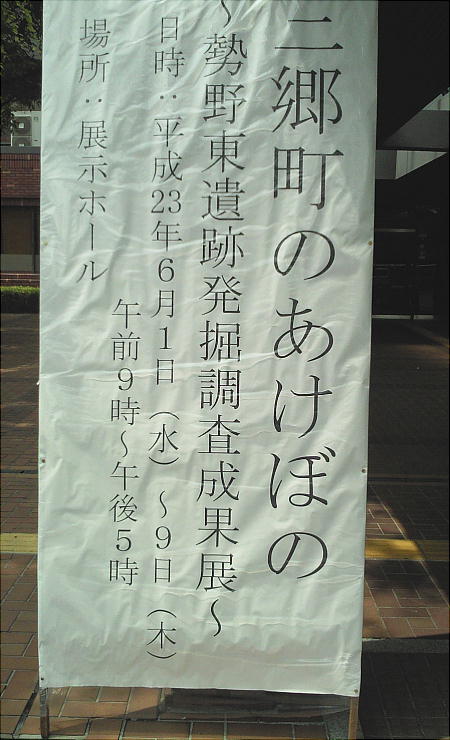 三郷町のあけぼの
～勢野東遺跡発掘調査成果展～
日時：平成23年6月1日（水）～9日（木）
午前9時～午後5時
場所：展示ホール